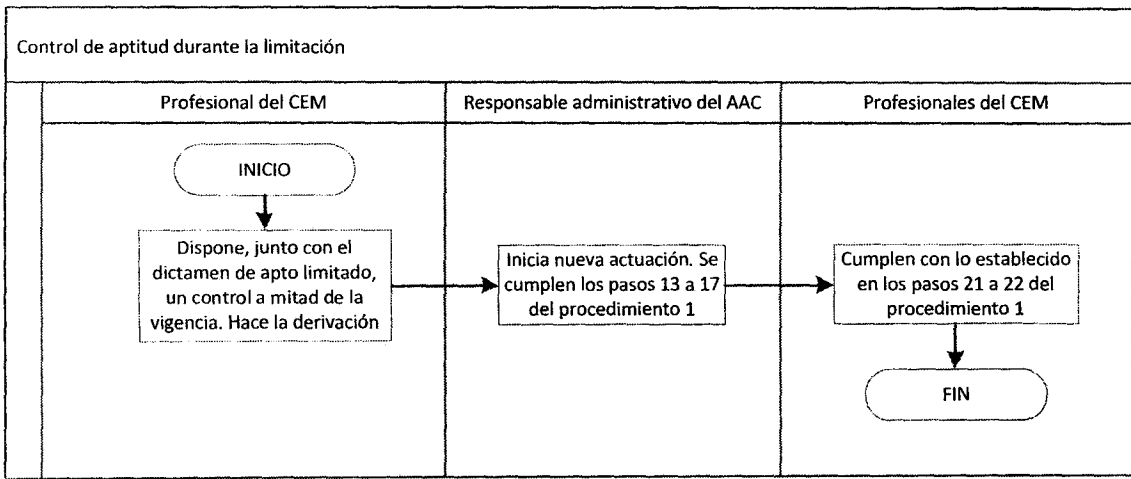 Control de aptitud durante la limitación
Profesional del CEM
Responsable administrativo del AAC
Profesionales del CEM
INICIO
Dispone, junto con el
dictamen de apto limitado,
un control a mitad de la
vigencia. Hace la derivación
Inicia nueva actuación. Se
cumplen los pasos 13 a 17
del procedimiento 1
Cumplen con lo establecido
en los pasos 21 a 22 del
procedimiento 1
FIN